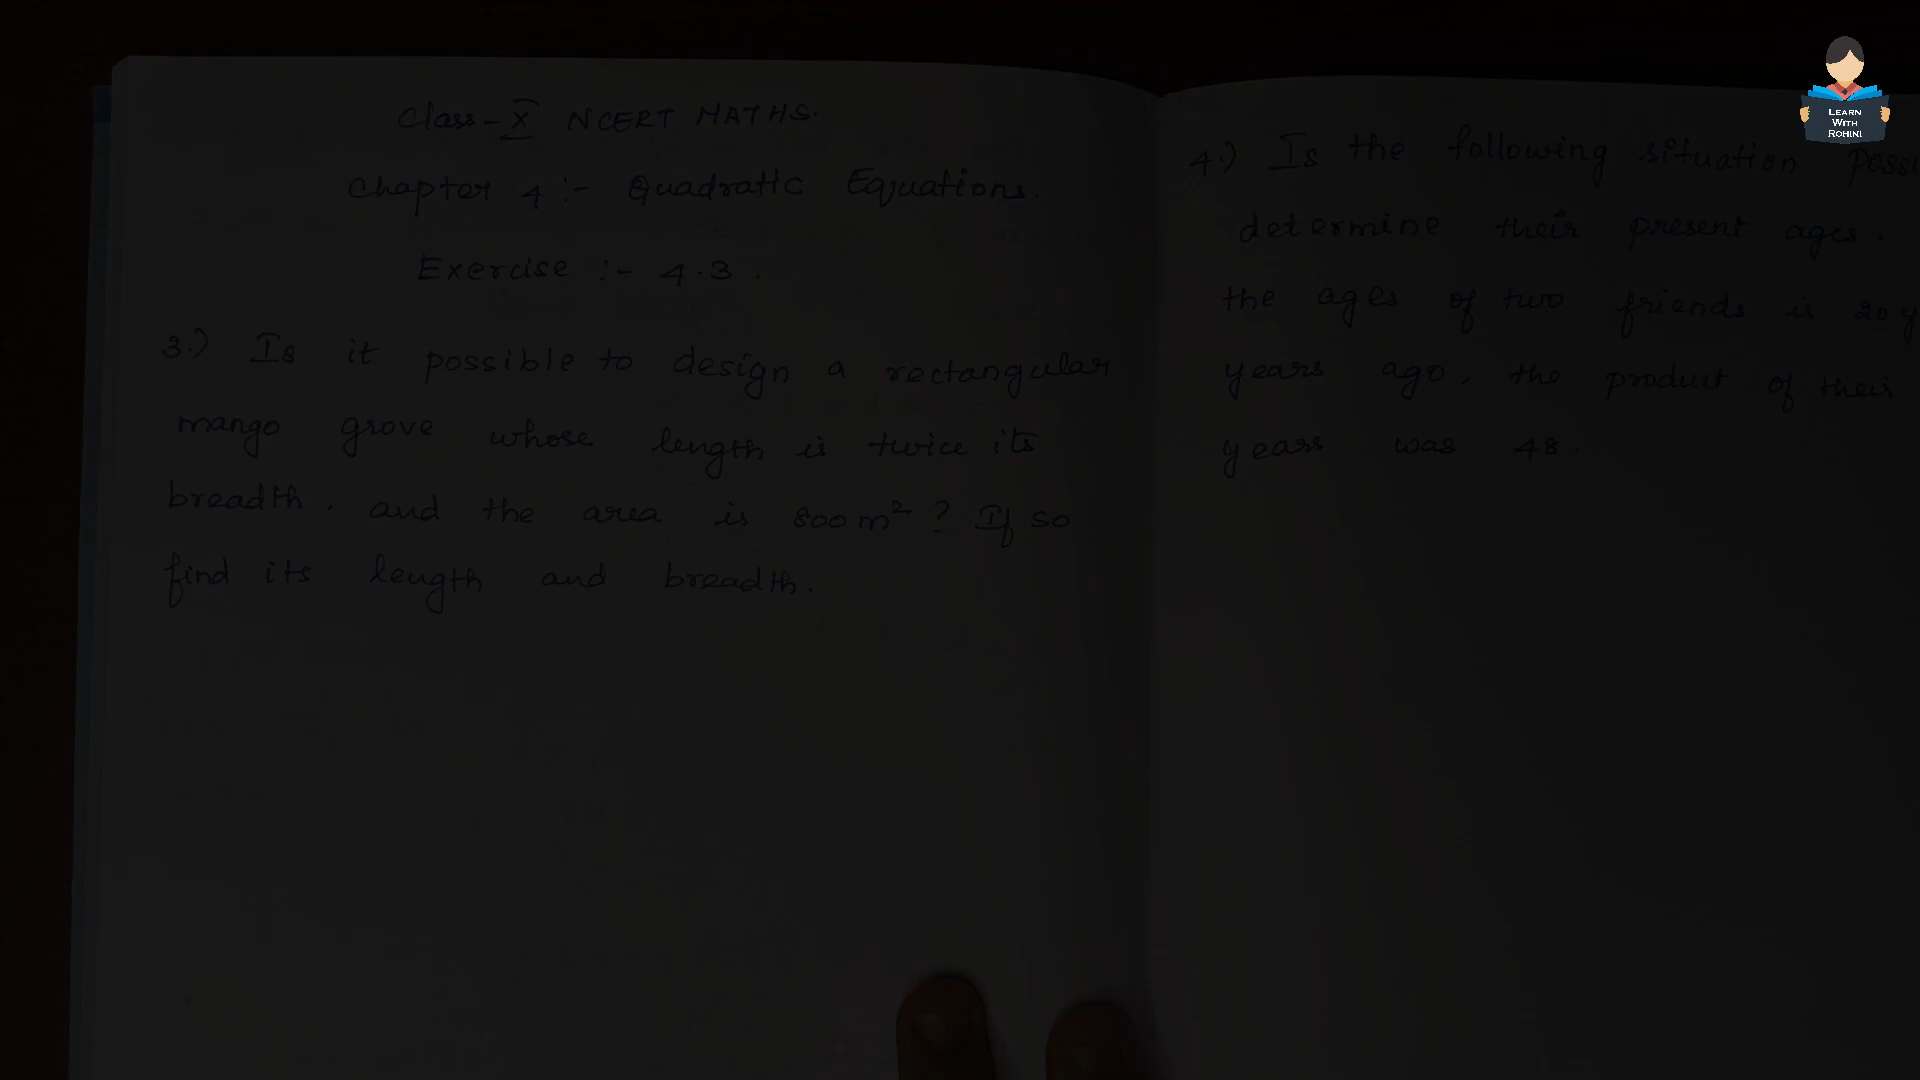 Class - X NCERT MATHS.
Chapter 4 :- Quadratic Equations.
Exercise :- 4.3.
3.) Is it possible to design a rectangular
mango grove whose length is twice its
breadth, and the area is 800 m² ? If so
find its length and breadth.
4.) Is the following situation
determine their present ages.
the ages of two friends is 20
years ago, the product of their
years was 48.
LEARN
WITH
ROHINI